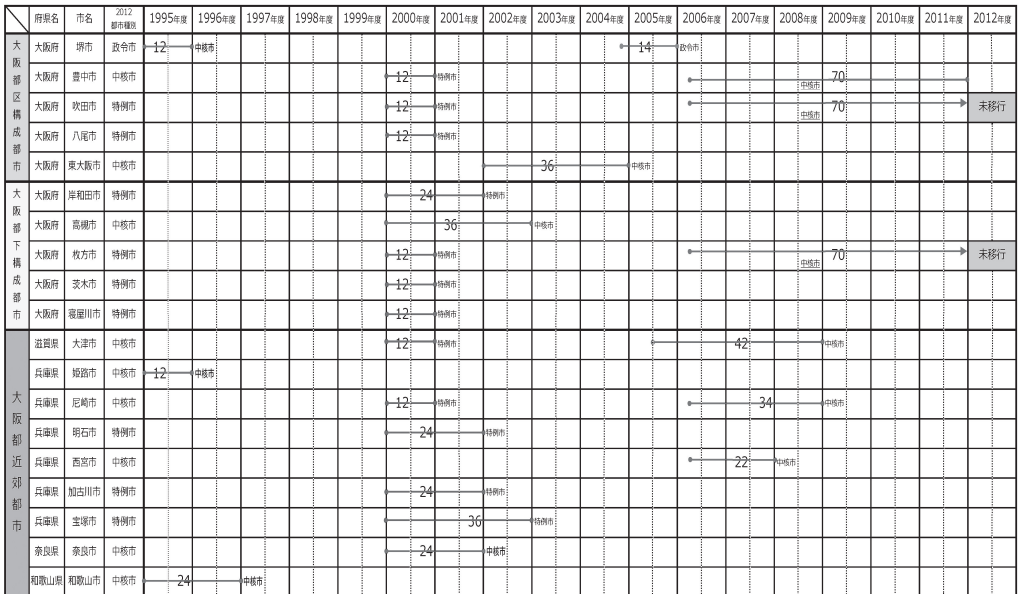 府県名 市名 2012都市種別 1995年度 1996年度 1997年度 1998年度 1999年度 2000年度 2001年度 2002年度 2003年度 2004年度 2005年度 2006年度 2007年度 2008年度 2009年度 2010年度 2011年度 2012年度
大阪都区構成都市
大阪府 堺市 政令市 12 中核市 14 政令市
大阪府 豊中市 中核市 12 特例市 70 中核市
大阪府 吹田市 特例市 12 特例市 70 中核市 未移行
大阪府 八尾市 特例市 12 特例市
大阪府 東大阪市 中核市 36 中核市
大阪都下構成都市
大阪府 岸和田市 特例市 24 特例市
大阪府 高槻市 中核市 36 中核市
大阪府 枚方市 特例市 12 特例市 70 中核市 未移行
大阪府 茨木市 特例市 12 特例市
大阪府 寝屋川市 特例市 12 特例市
大阪都近郊都市
滋賀県 大津市 中核市 12 特例市 42 中核市
兵庫県 姫路市 中核市 12 中核市
兵庫県 尼崎市 中核市 12 特例市 34 中核市
兵庫県 明石市 特例市 24 特例市
兵庫県 西宮市 中核市 22 中核市
兵庫県 加古川市 特例市 24 特例市
兵庫県 宝塚市 特例市 36 特例市
奈良県 奈良市 中核市 24 中核市
和歌山県 和歌山市 中核市 24 中核市